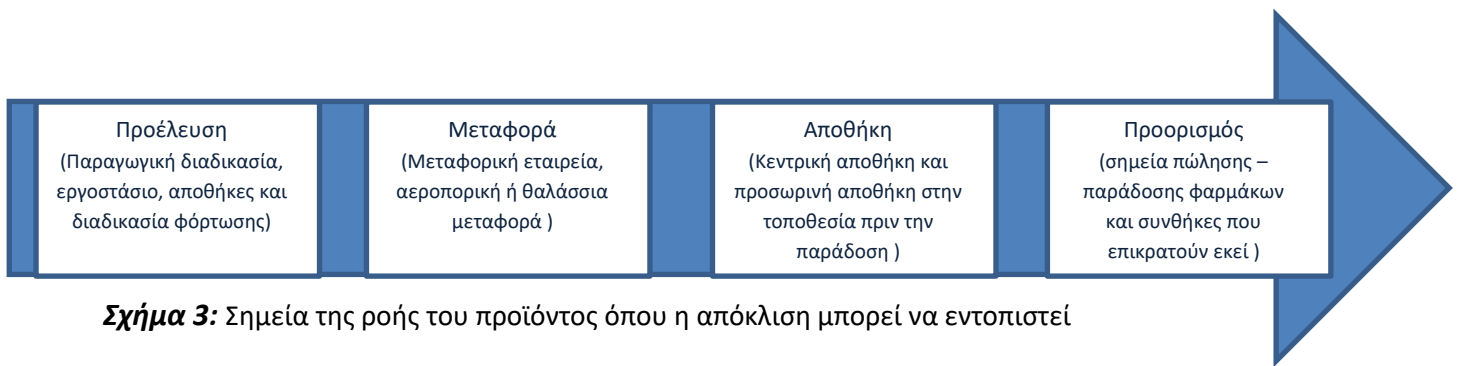 Προέλευση
(Παραγωγική διαδικασία,
εργοστάσιο, αποθήκες και
διαδικασία φόρτωσης)
Μεταφορά
(Μεταφορική εταιρεία,
αεροπορική ή θαλάσσια
μεταφορά )
Αποθήκη
(Κεντρική αποθήκη και
προσωρινή αποθήκη στην
τοποθεσία πριν την
παράδοση )
Προορισμός
(σημεία πώλησης –
παράδοσης φαρμάκων
και συνθήκες που
επικρατούν εκεί )
Σχήμα 3: Σημεία της ροής του προϊόντος όπου η απόκλιση μπορεί να εντοπιστεί